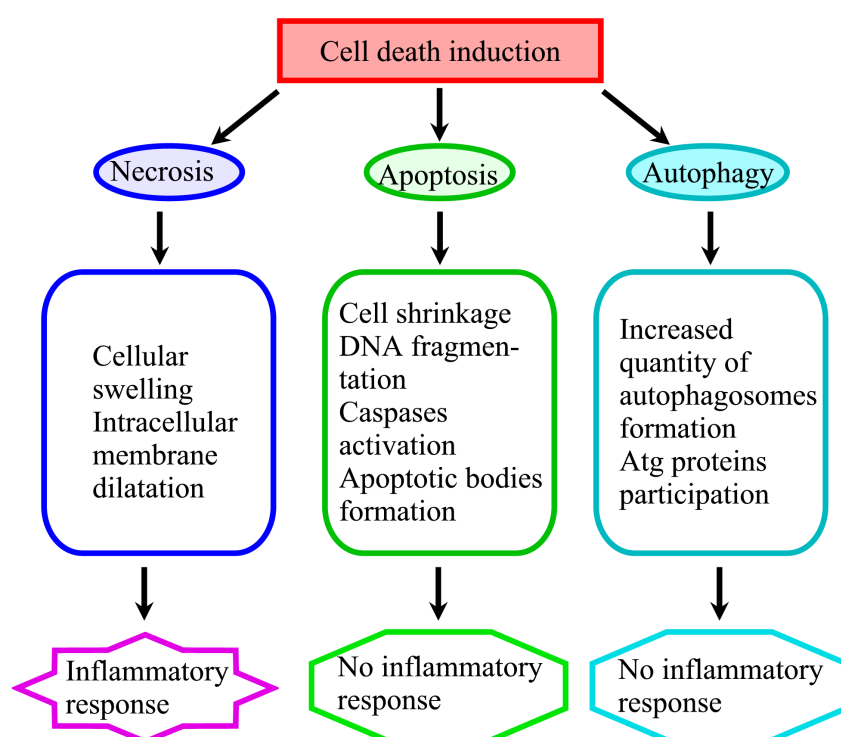 Cell death induction
Necrosis
Apoptosis
Autophagy
Cellular
swelling
Intracellular
membrane
dilatation
Cell shrinkage
DNA fragmen-
tation
Caspases
activation
Apoptotic bodies
formation
Increased
quantity of
autophagosomes
formation
Atg proteins
participation
Inflammatory
response
No inflammatory
response
No inflammatory
response